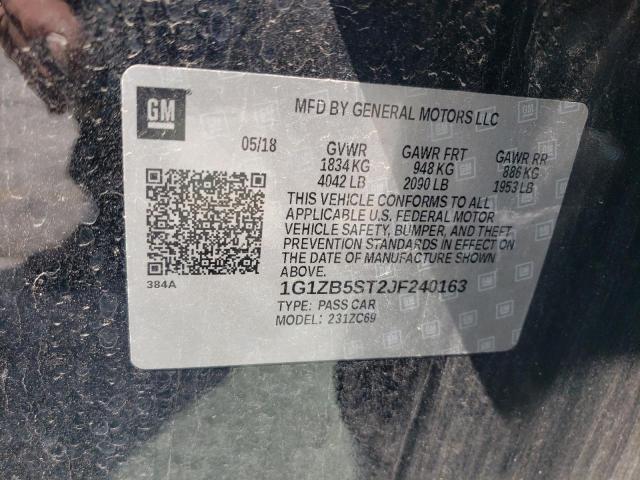 GM
MFD BY GENERAL MOTORS LLC
05/18 GVWR GAWR FRT GAWR RR
1834 KG 948 KG 886 KG
4042 LB 2090 LB 1953 LB
THIS VEHICLE CONFORMS TO ALL
APPLICABLE U.S. FEDERAL MOTOR
VEHICLE SAFETY, BUMPER, AND THEFT
PREVENTION STANDARDS IN EFFECT ON
THE DATE OF MANUFACTURE SHOWN
ABOVE.
384A
1G1ZB5ST2JF240163
TYPE: PASS CAR
MODEL: 231ZC69